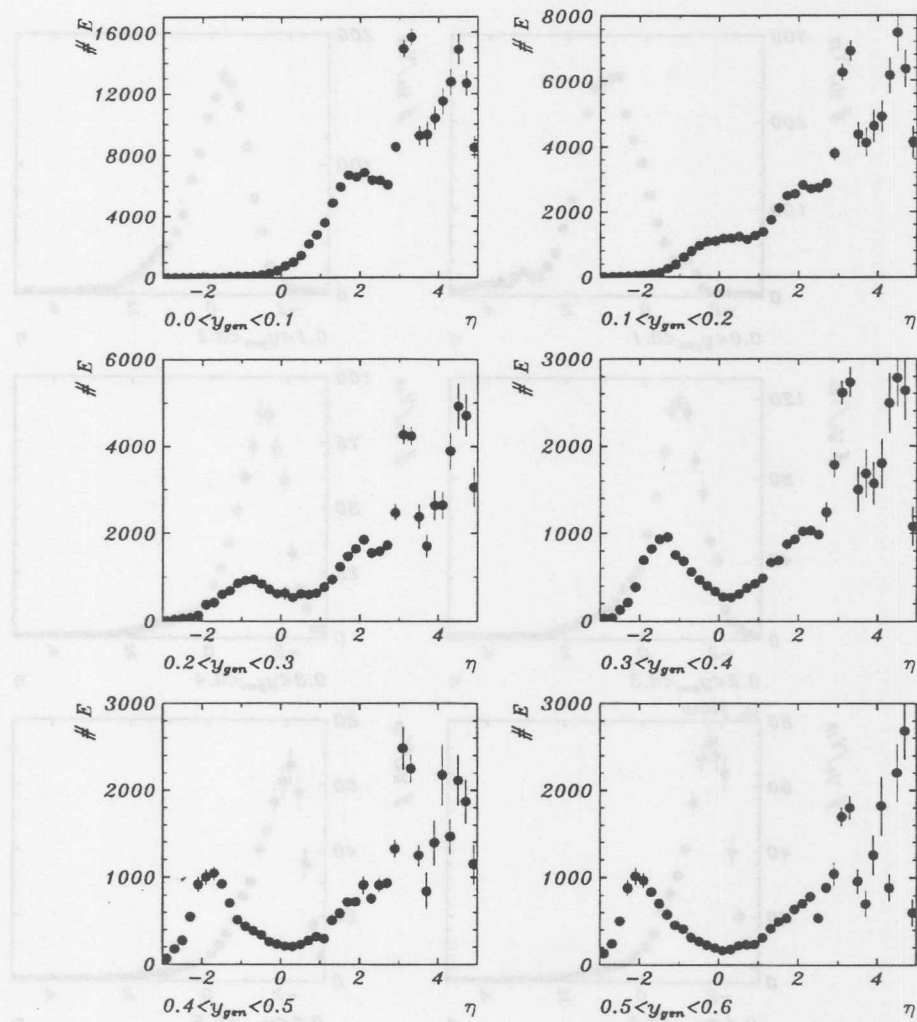 # E # E
16000 8000
12000 6000
8000 4000
4000 2000
0 0
−2 0 2 4 −2 0 2 4
0.0<y_gen<0.1 η 0.1<y_gen<0.2 η
# E # E
6000 3000
4000 2000
2000 1000
0 0
−2 0 2 4 −2 0 2 4
0.2<y_gen<0.3 η 0.3<y_gen<0.4 η
# E # E
3000 3000
2000 2000
1000 1000
0 0
−2 0 2 4 −2 0 2 4
0.4<y_gen<0.5 η 0.5<y_gen<0.6 η